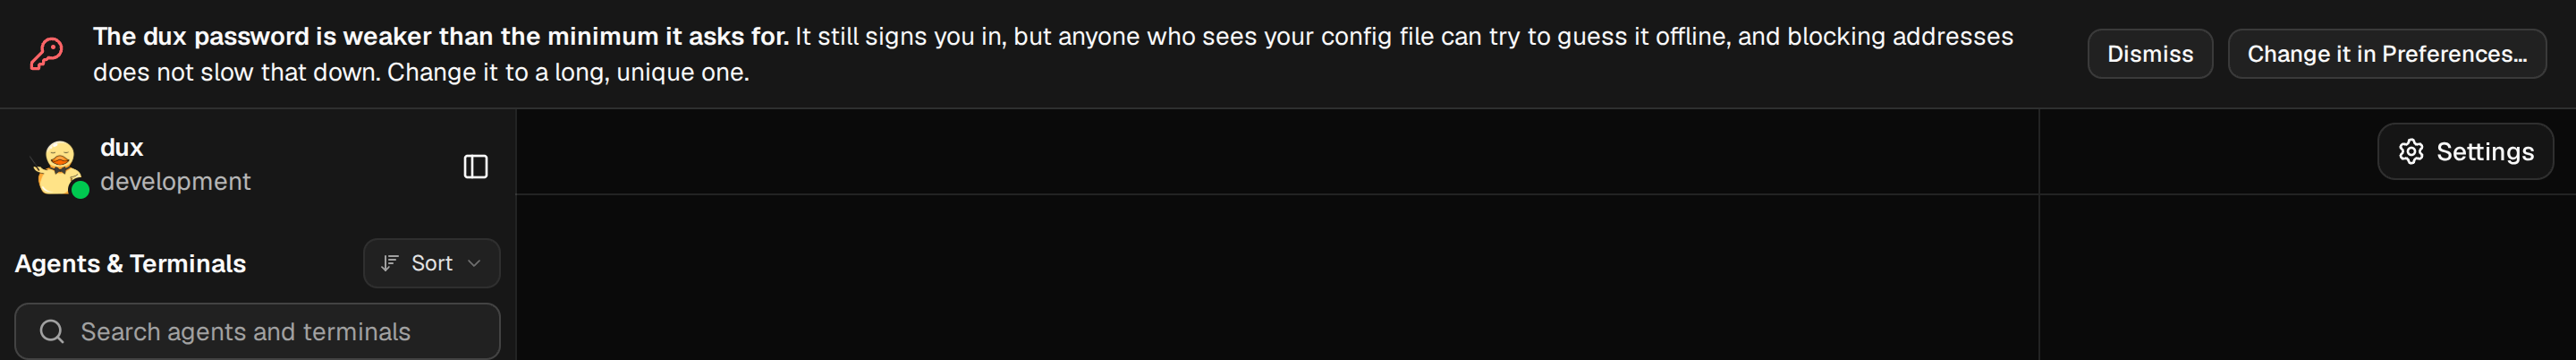 The dux password is weaker than the minimum it asks for. It still signs you in, but anyone who sees your config file can try to guess it offline, and blocking addresses
does not slow that down. Change it to a long, unique one.
Dismiss
Change it in Preferences...
dux
development
Settings
Agents & Terminals
Sort
Search agents and terminals